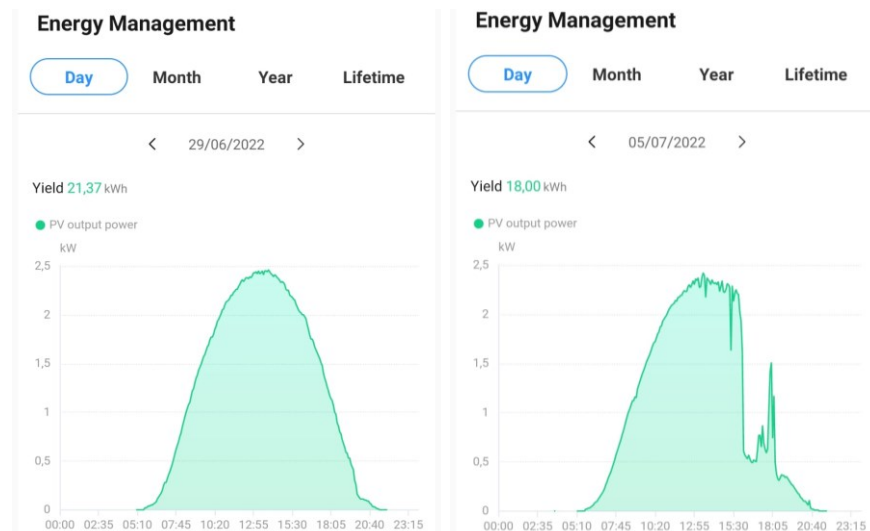 Energy Management
Day Month Year Lifetime
< 29/06/2022 >
Yield 21,37 kWh
PV output power
kW
2,5
2
1,5
1
0,5
0
00:00 02:35 05:10 07:45 10:20 12:55 15:30 18:05 20:40 23:15
Energy Management
Day Month Year Lifetime
< 05/07/2022 >
Yield 18,00 kWh
PV output power
kW
2,5
2
1,5
1
0,5
0
00:00 02:35 05:10 07:45 10:20 12:55 15:30 18:05 20:40 23:15